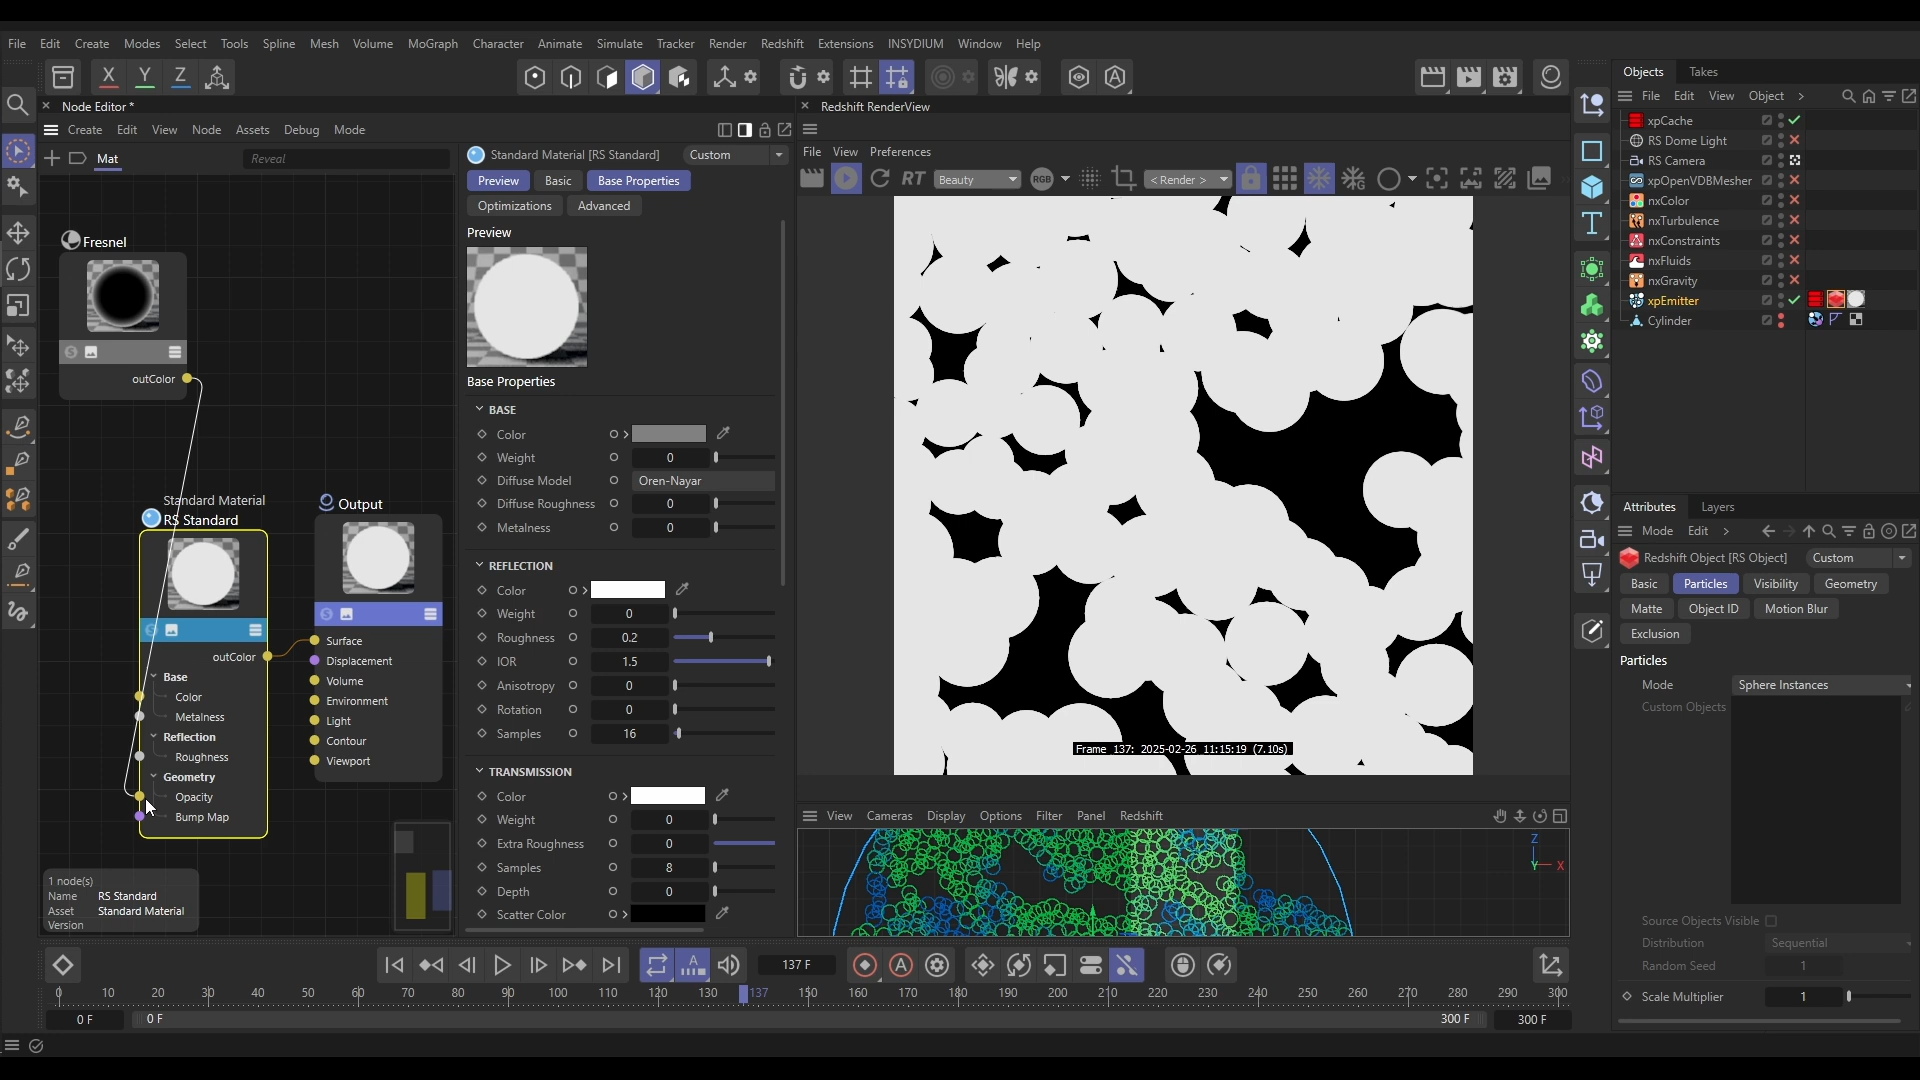 File Edit Create Modes Select Tools Spline Mesh Volume MoGraph Character Animate Simulate Tracker Render Redshift Extensions INSYDIUM Window Help
X Y Z
Node Editor *
Create Edit View Node Assets Debug Mode
Mat
Reveal
Fresnel
outColor
Standard Material
RS Standard
outColor
Base
Color
Metalness
Reflection
Roughness
Geometry
Opacity
Bump Map
Output
Surface
Displacement
Volume
Environment
Light
Contour
Viewport
1 node(s)
Name RS Standard
Asset Standard Material
Version
Standard Material [RS Standard] Custom
Preview Basic Base Properties
Optimizations Advanced
Preview
Base Properties
BASE
Color
Weight 0
Diffuse Model Oren-Nayar
Diffuse Roughness 0
Metalness 0
REFLECTION
Color
Weight 0
Roughness 0.2
IOR 1.5
Anisotropy 0
Rotation 0
Samples 16
TRANSMISSION
Color
Weight 0
Extra Roughness 0
Samples 8
Depth 0
Scatter Color
Redshift RenderView
File View Preferences
RT Beauty RGB < Render > G
Frame 137: 2025-02-26 11:15:19 (7.10s)
View Cameras Display Options Filter Panel Redshift
Z
Y X
A 137 F A
0 10 20 30 40 50 60 70 80 90 100 110 120 130 137 150 160 170 180 190 200 210 220 230 240 250 260 270 280 290 300
0 F 0 F 300 F 300 F
Objects Takes
File Edit View Object
xpCache
RS Dome Light
RS Camera
xpOpenVDBMesher
nxColor
nxTurbulence
nxConstraints
nxFluids
nxGravity
xpEmitter
Cylinder
Attributes Layers
Mode Edit
Redshift Object [RS Object] Custom
Basic Particles Visibility Geometry
Matte Object ID Motion Blur
Exclusion
Particles
Mode Sphere Instances
Custom Objects
Source Objects Visible
Distribution Sequential
Random Seed 1
Scale Multiplier 1